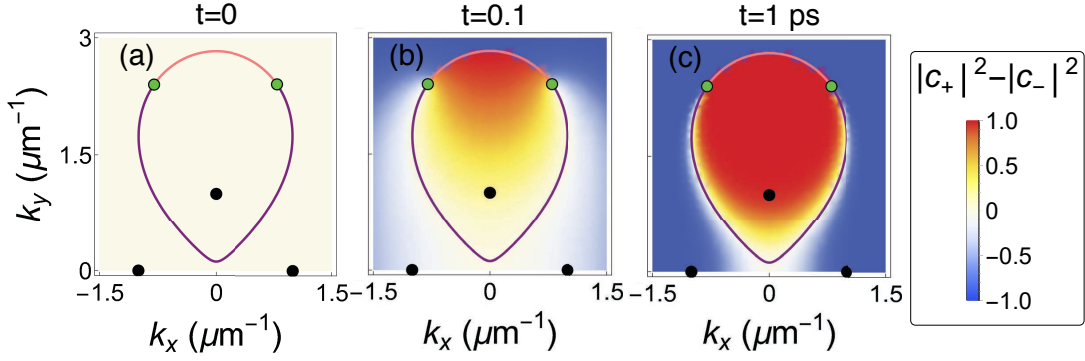 t=0
t=0.1
t=1 ps
(a)
(b)
(c)
|c₊|²−|c₋|²
3
1.5
0
k_y (μm⁻¹)
−1.5
0
1.5
−1.5
0
1.5
−1.5
0
1.5
k_x (μm⁻¹)
k_x (μm⁻¹)
k_x (μm⁻¹)
1.0
0.5
0
−0.5
−1.0